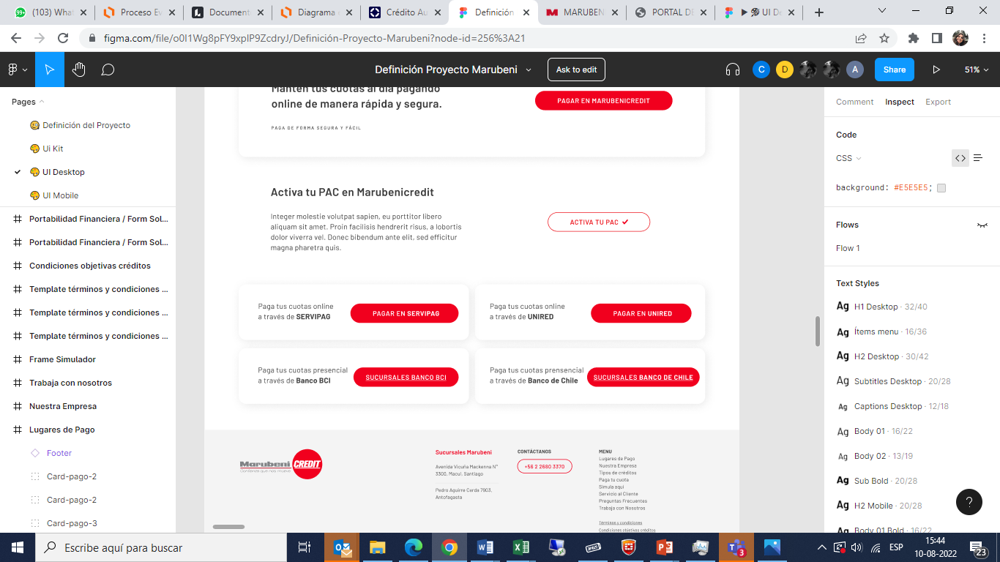 (103) What
Proceso Ev
Document
Diagrama
Crédito Au
Definición
MARUBEN
PORTAL DE
UI De
figma.com/file/o0I1Wg8pFY9xpIP9ZcdryJ/Definición-Proyecto-Marubeni?node-id=256%3A21
Definición Proyecto Marubeni
Ask to edit
C
D
A
Share
51%
Pages
Definición del Proyecto
Ui Kit
UI Desktop
UI Mobile
Portabilidad Financiera / Form Sol...
Portabilidad Financiera / Form Sol...
Condiciones objetivas créditos
Template términos y condiciones ...
Template términos y condiciones ...
Template términos y condiciones ...
Frame Simulador
Trabaja con nosotros
Nuestra Empresa
Lugares de Pago
Footer
Card-pago-2
Card-pago-2
Card-pago-3
Mantén tus cuotas al día pagando
online de manera rápida y segura.
PAGA DE FORMA SEGURA Y FÁCIL
PAGAR EN MARUBENICREDIT
Activa tu PAC en Marubenicredit
Integer molestie volutpat sapien, eu porttitor libero
aliquam sit amet. Proin facilisis hendrerit risus, a lobortis
dolor viverra vel. Donec bibendum ante elit, sed efficitur
magna pharetra quis.
ACTIVA TU PAC
Paga tus cuotas online
a través de SERVIPAG
PAGAR EN SERVIPAG
Paga tus cuotas online
a través de UNIRED
PAGAR EN UNIRED
Paga tus cuotas presencial
a través de Banco BCI
SUCURSALES BANCO BCI
Paga tus cuotas prensencial
a través de Banco de Chile
SUCURSALES BANCO DE CHILE
Marubeni CREDIT
Confianza que nos mueve
Sucursales Marubeni
Avenida Vicuña Mackenna N°
3300, Macul, Santiago
Pedro Aguirre Cerda 7903,
Antofagasta
CONTÁCTANOS
+56 2 2680 3370
MENU
Lugares de Pago
Nuestra Empresa
Tipos de créditos
Paga tu cuota
Simula aquí
Servicio al Cliente
Preguntas Frecuentes
Trabaja con Nosotros
Términos y condiciones
Condiciones objetivas créditos
Comment
Inspect
Export
Code
CSS
background: #E5E5E5;
Flows
Flow 1
Text Styles
Ag H1 Desktop · 32/40
Ag Ítems menu · 16/36
Ag H2 Desktop · 30/42
Ag Subtitles Desktop · 20/28
Ag Captions Desktop · 12/18
Ag Body 01 · 16/22
Ag Body 02 · 13/19
Ag Sub Bold · 20/28
Ag H2 Mobile · 20/28
Ag Body 01 Bold · 16/22
?
Escribe aquí para buscar
3
ESP
15:44
10-08-2022
23